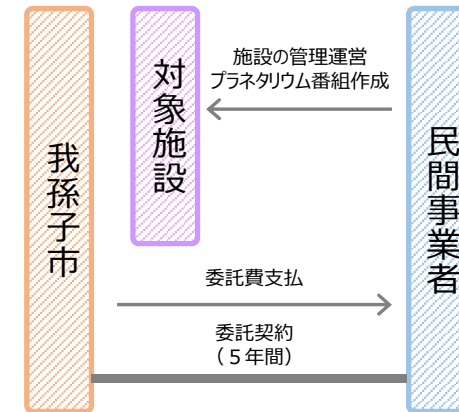 我孫子市
対象施設
施設の管理運営
プラネタリウム番組作成
民間事業者
委託費支払
委託契約
(5年間)